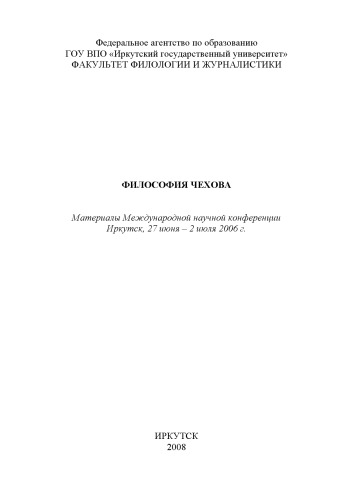 Федеральное агентство по образованию
ГОУ ВПО «Иркутский государственный университет»
ФАКУЛЬТЕТ ФИЛОЛОГИИ И ЖУРНАЛИСТИКИ
ФИЛОСОФИЯ ЧЕХОВА
Материалы Международной научной конференции
Иркутск, 27 июня – 2 июля 2006 г.
ИРКУТСК
2008